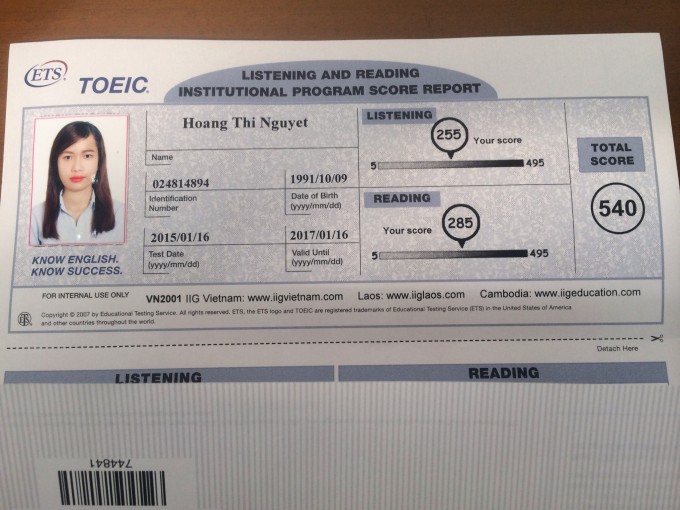 ETS
TOEIC.
LISTENING AND READING
INSTITUTIONAL PROGRAM SCORE REPORT
Hoang Thi Nguyet
Name
024814894
Identification
Number
1991/10/09
Date of Birth
(yyyy/mm/dd)
2015/01/16
Test Date
(yyyy/mm/dd)
2017/01/16
Valid Until
(yyyy/mm/dd)
KNOW ENGLISH.
KNOW SUCCESS.
LISTENING
255
Your score
5
495
READING
285
Your score
5
495
TOTAL
SCORE
540
FOR INTERNAL USE ONLY
VN2001 IIG Vietnam: www.iigvietnam.com Laos: www.iiglaos.com Cambodia: www.iigeducation.com
Copyright © 2007 by Educational Testing Service. All rights reserved. ETS, the ETS logo and TOEIC are registered trademarks of Educational Testing Service (ETS) in the United States of America
and other countries throughout the world.
Detach Here
LISTENING
READING
744841